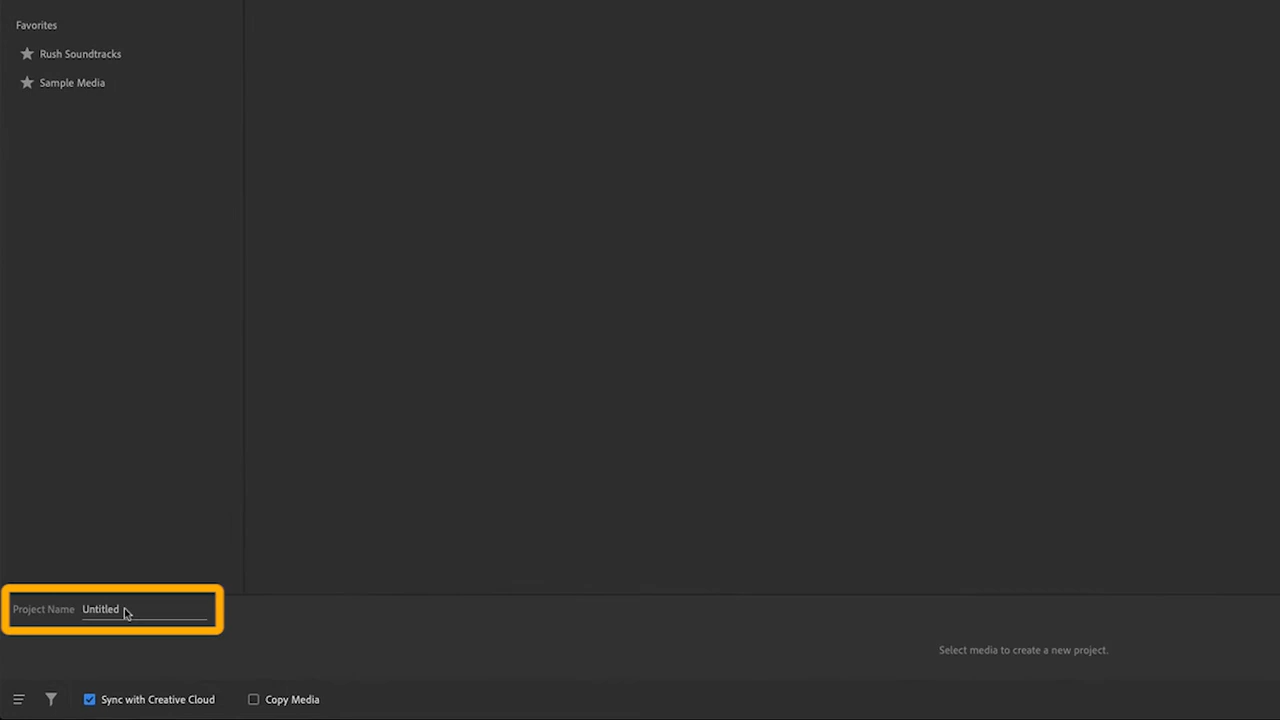 Favorites
Rush Soundtracks
Sample Media
Project Name Untitled
Select media to create a new project.
Sync with Creative Cloud Copy Media